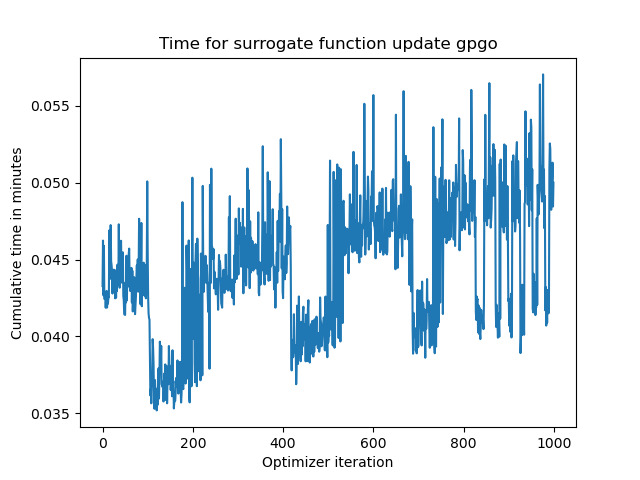 Time for surrogate function update gpgo
Cumulative time in minutes
0.055
0.050
0.045
0.040
0.035
0 200 400 600 800 1000
Optimizer iteration